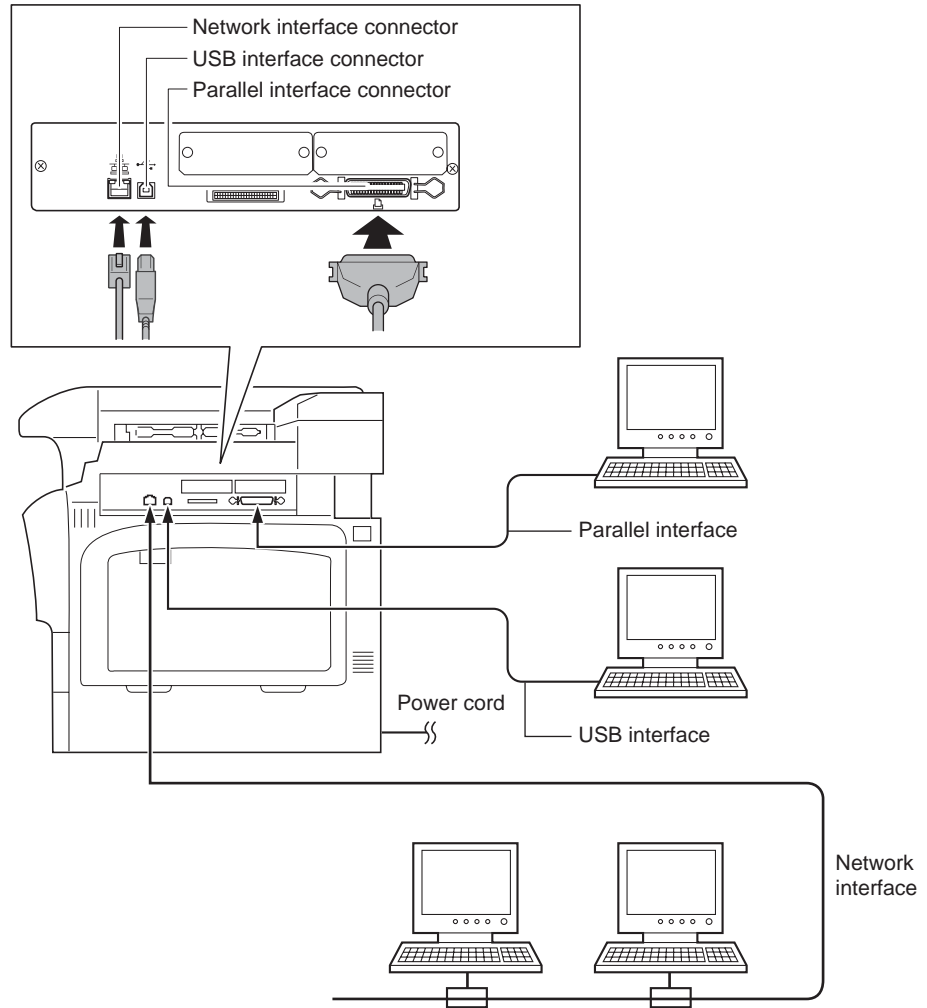 Network interface connector
USB interface connector
Parallel interface connector
Parallel interface
Power cord
USB interface
Network
interface